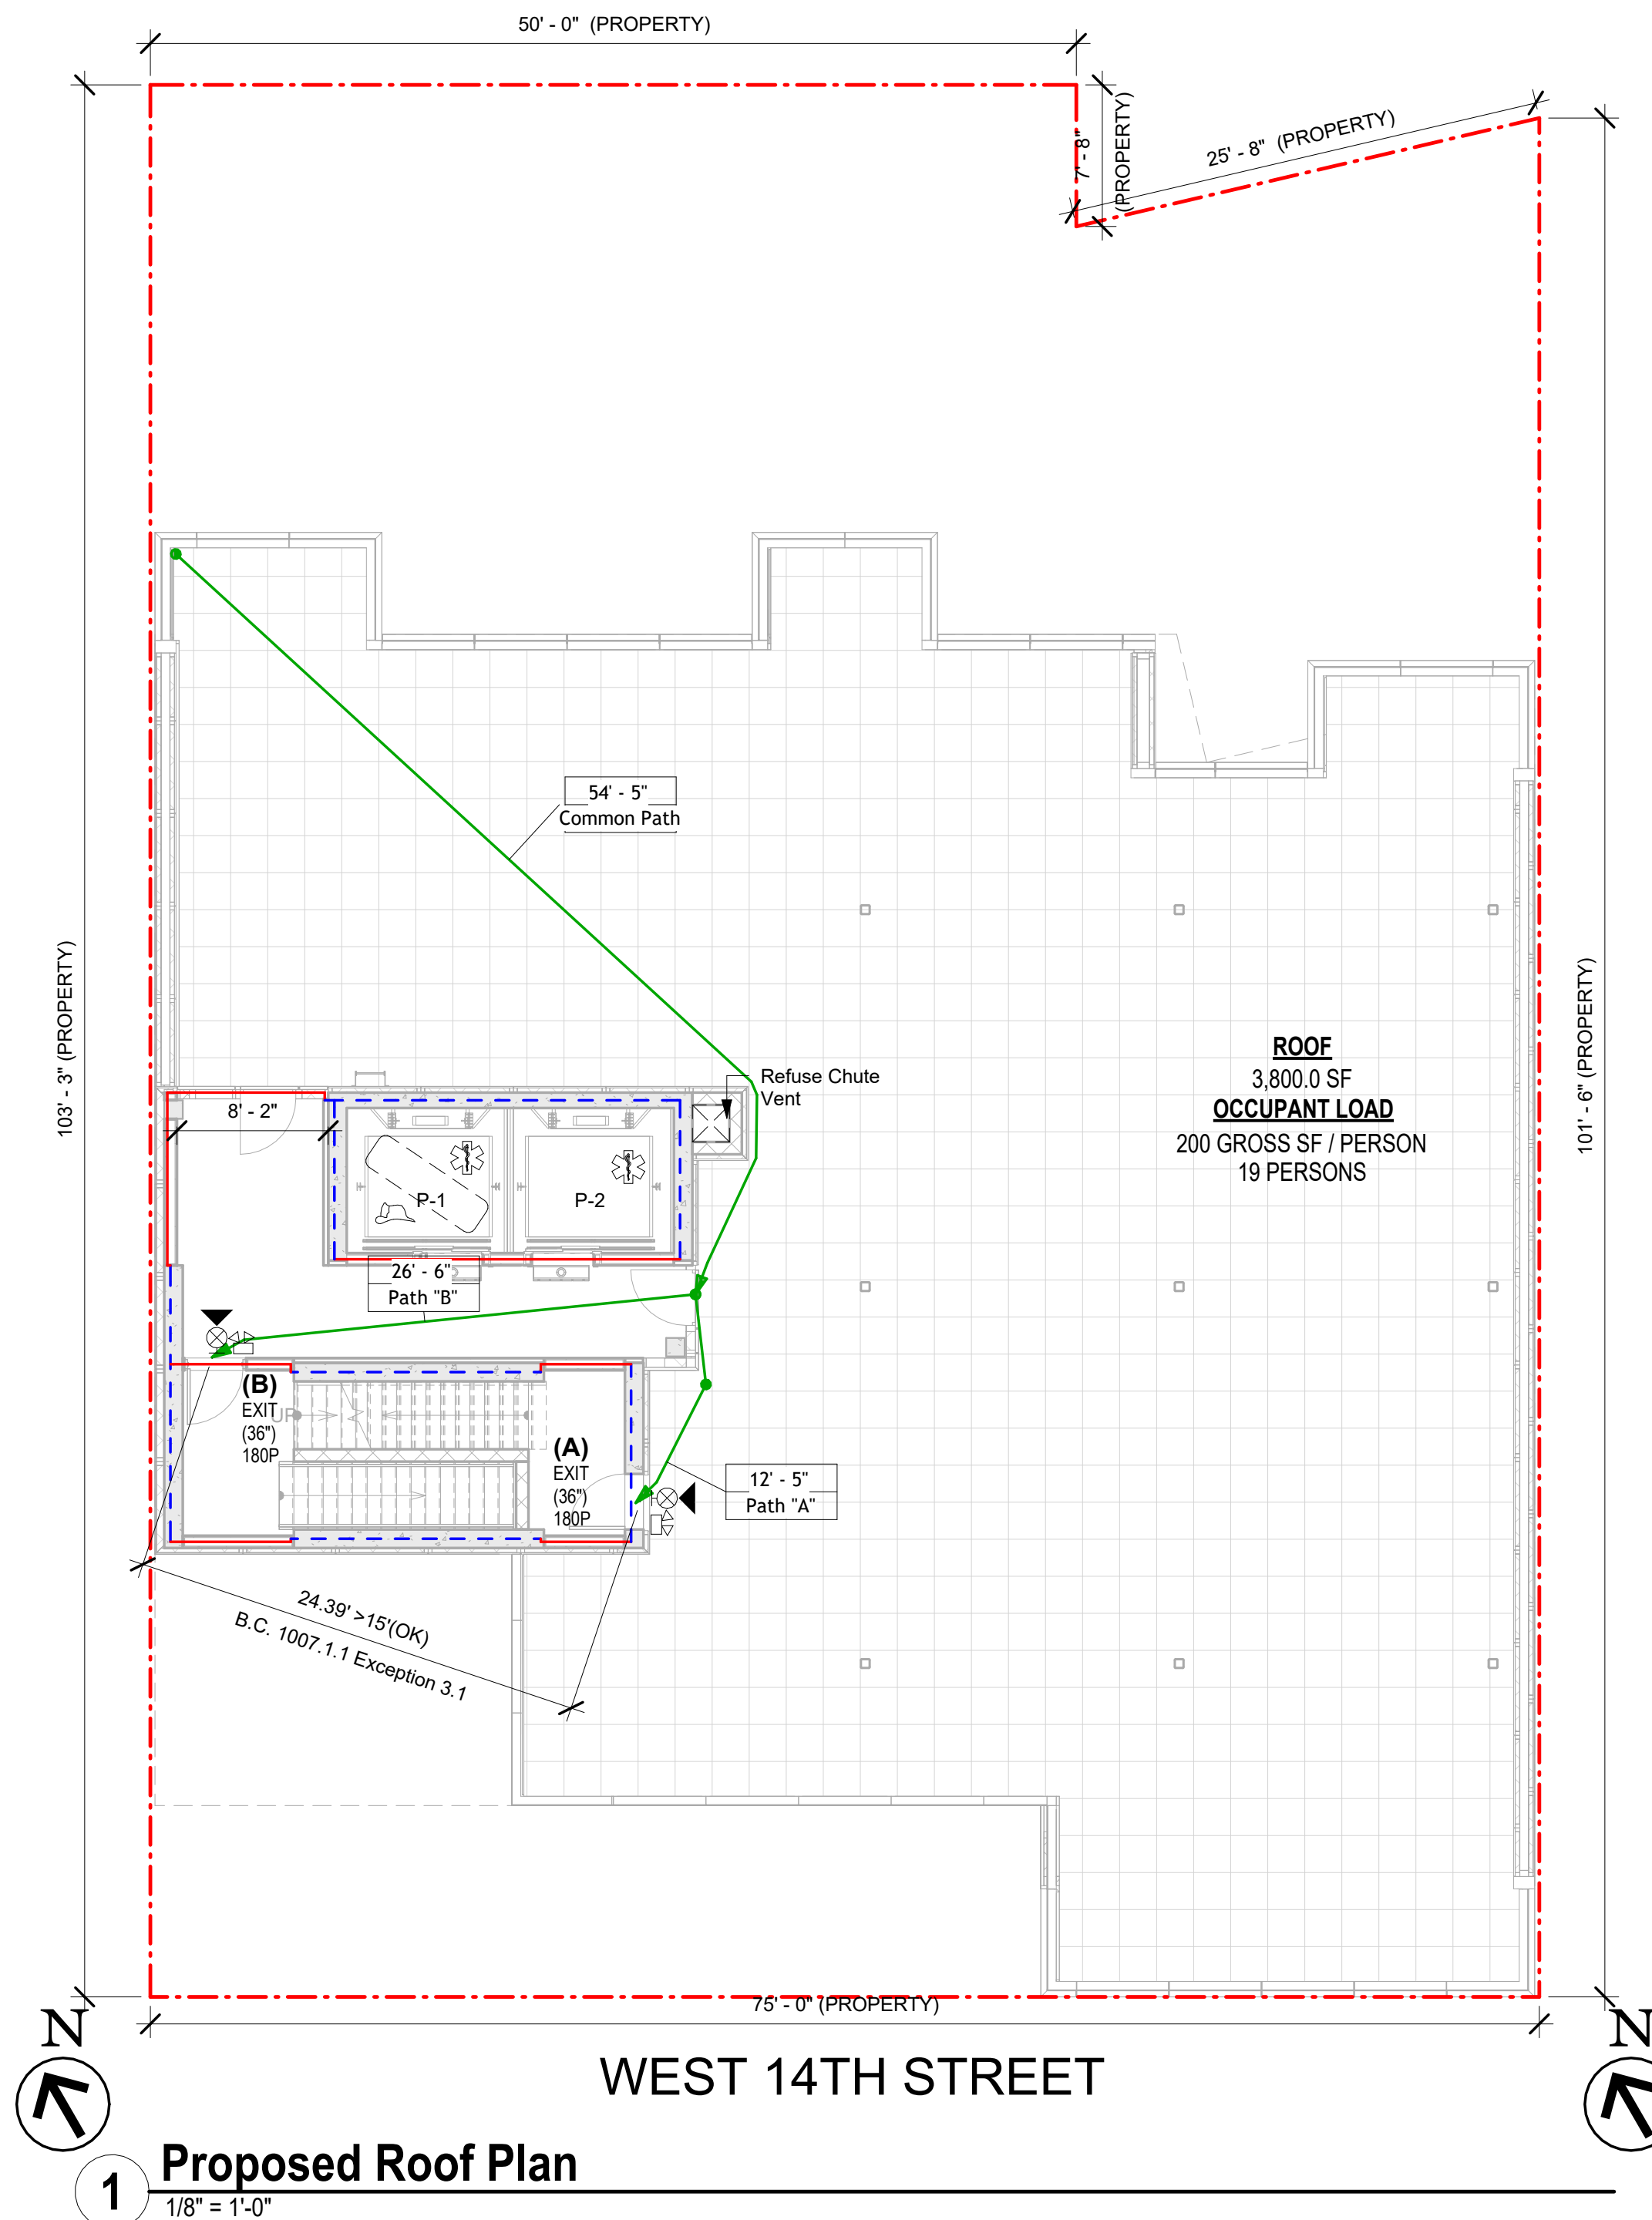 50' - 0" (PROPERTY)
7' - 8"
(PROPERTY)
25' - 8" (PROPERTY)
54' - 5"
Common Path
103' - 3" (PROPERTY)
101' - 6" (PROPERTY)
ROOF
3,800.0 SF
OCCUPANT LOAD
200 GROSS SF / PERSON
19 PERSONS
Refuse Chute
Vent
8' - 2"
P-1
P-2
26' - 6"
Path "B"
(B)
EXIT
(36")
180P
UP
(A)
EXIT
(36")
180P
12' - 5"
Path "A"
24.39' >15'(OK)
B.C. 1007.1.1 Exception 3.1
75' - 0" (PROPERTY)
N
N
WEST 14TH STREET
1
Proposed Roof Plan
1/8" = 1'-0"